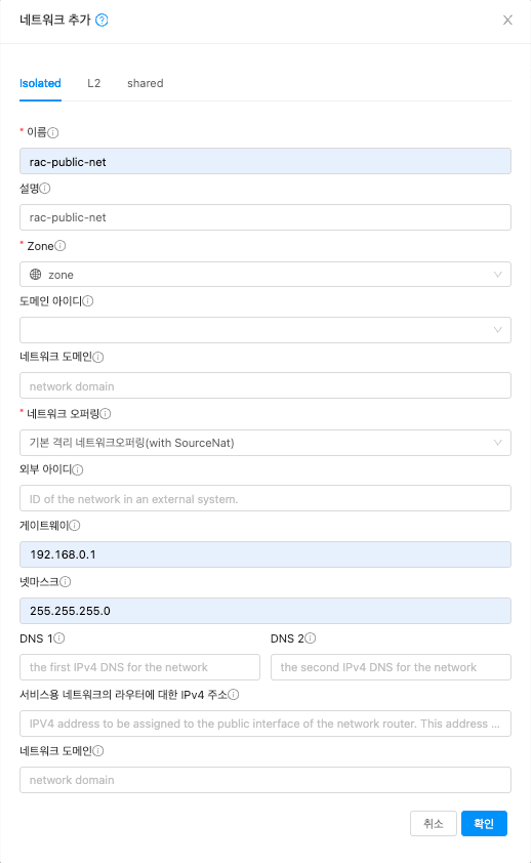 네트워크 추가
Isolated L2 shared
* 이름
rac-public-net
설명
rac-public-net
* Zone
zone
도메인 아이디
네트워크 도메인
network domain
* 네트워크 오퍼링
기본 격리 네트워크오퍼링(with SourceNat)
외부 아이디
ID of the network in an external system.
게이트웨이
192.168.0.1
넷마스크
255.255.255.0
DNS 1 DNS 2
the first IPv4 DNS for the network the second IPv4 DNS for the network
서비스용 네트워크의 라우터에 대한 IPv4 주소
IPV4 address to be assigned to the public interface of the network router. This address ...
네트워크 도메인
network domain
취소 확인